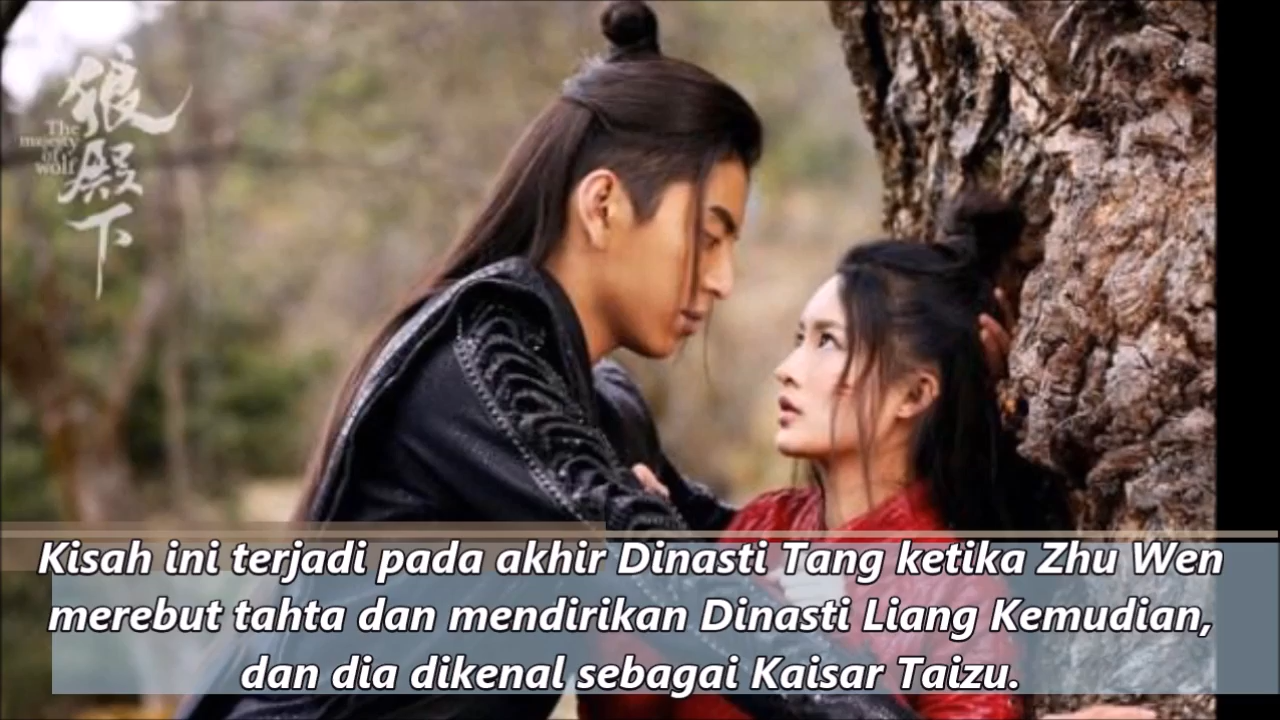 狼殿下
The
majesty
of
wolf
Kisah ini terjadi pada akhir Dinasti Tang ketika Zhu Wen
merebut tahta dan mendirikan Dinasti Liang Kemudian,
dan dia dikenal sebagai Kaisar Taizu.